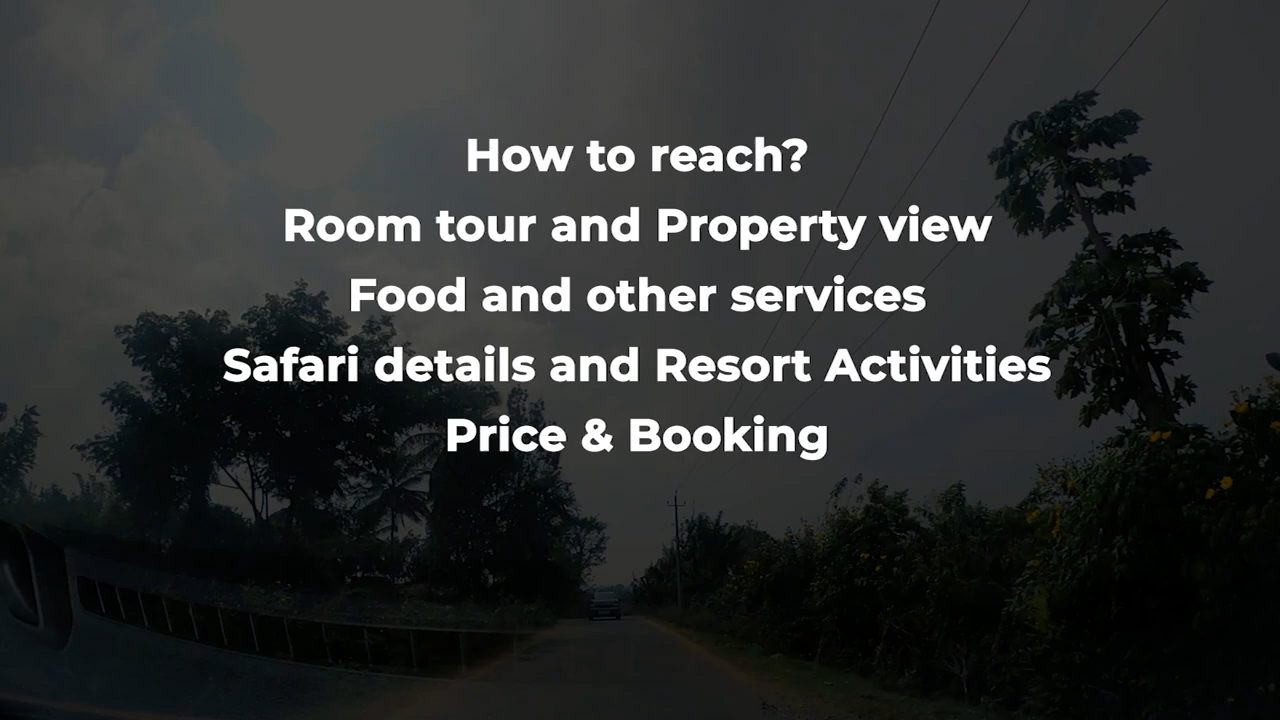 How to reach?
Room tour and Property view
Food and other services
Safari details and Resort Activities
Price & Booking